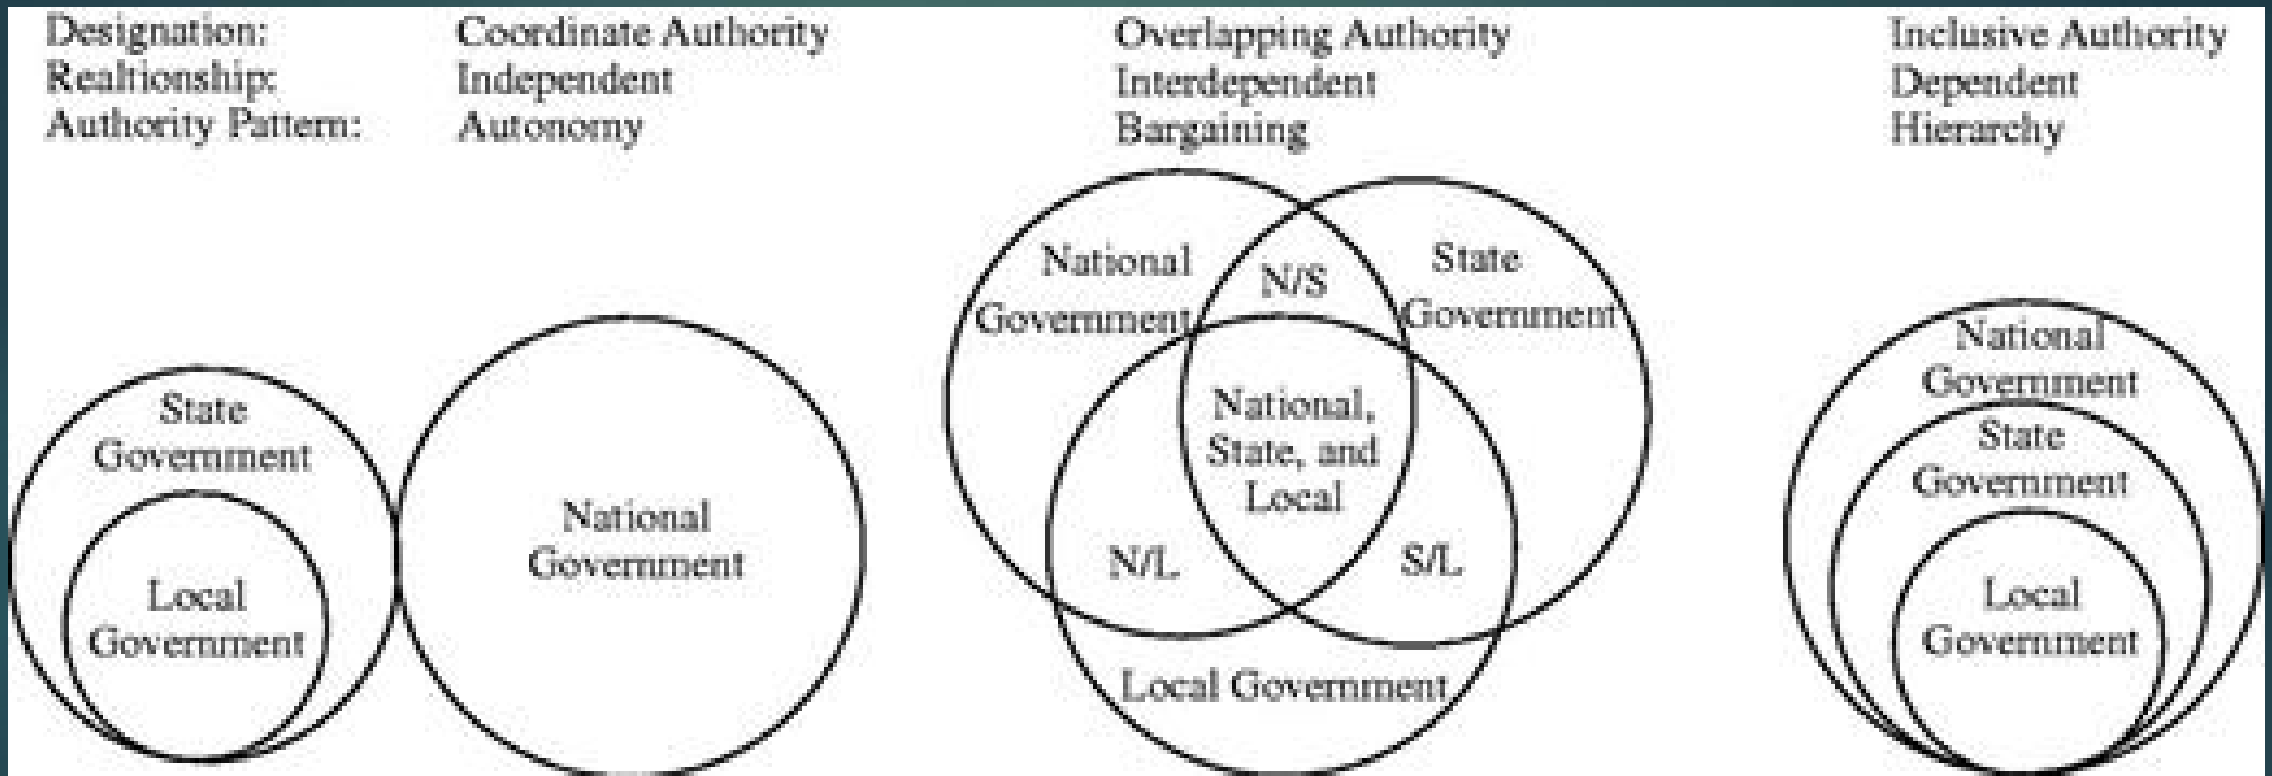 Designation: Coordinate Authority Overlapping Authority Inclusive Authority
Realtionship: Independent Interdependent Dependent
Authority Pattern: Autonomy Bargaining Hierarchy
State
Government
Local
Government
National
Government
National
Government
N/S
State
Government
National,
State, and
Local
N/L
S/L
Local Government
National
Government
State
Government
Local
Government